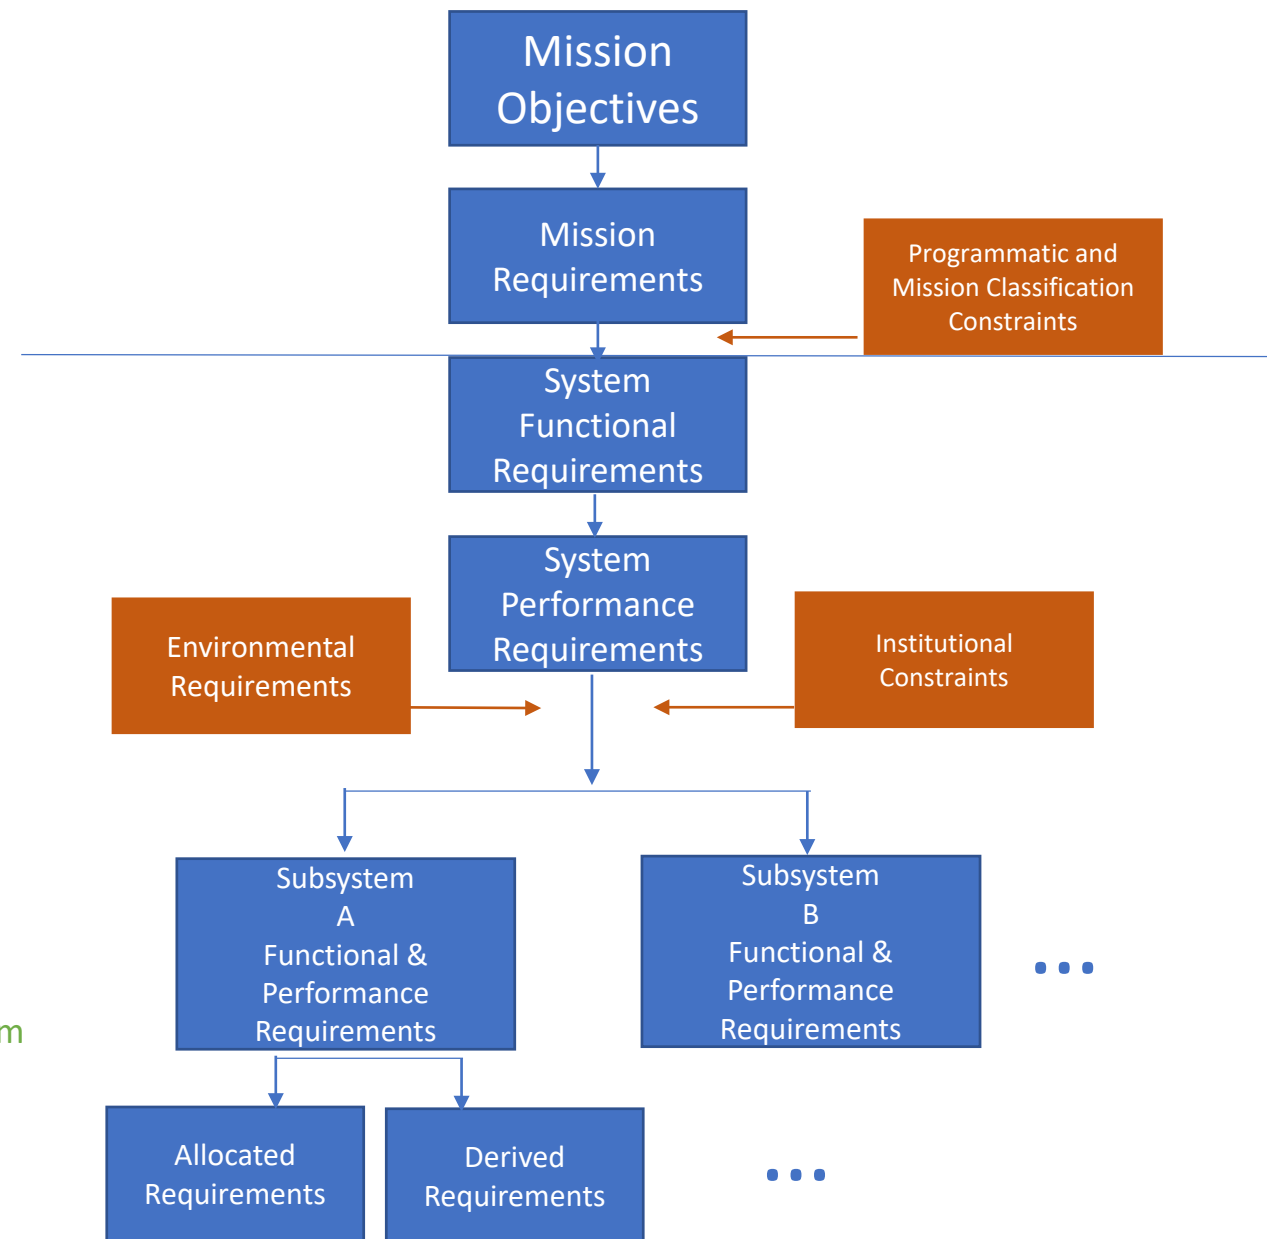 Mission
Objectives
Mission
Requirements
Programmatic and
Mission Classification
Constraints
System
Functional
Requirements
System
Performance
Requirements
Environmental
Requirements
Institutional
Constraints
Subsystem
A
Functional &
Performance
Requirements
Subsystem
B
Functional &
Performance
Requirements
...
m
Allocated
Requirements
Derived
Requirements
...